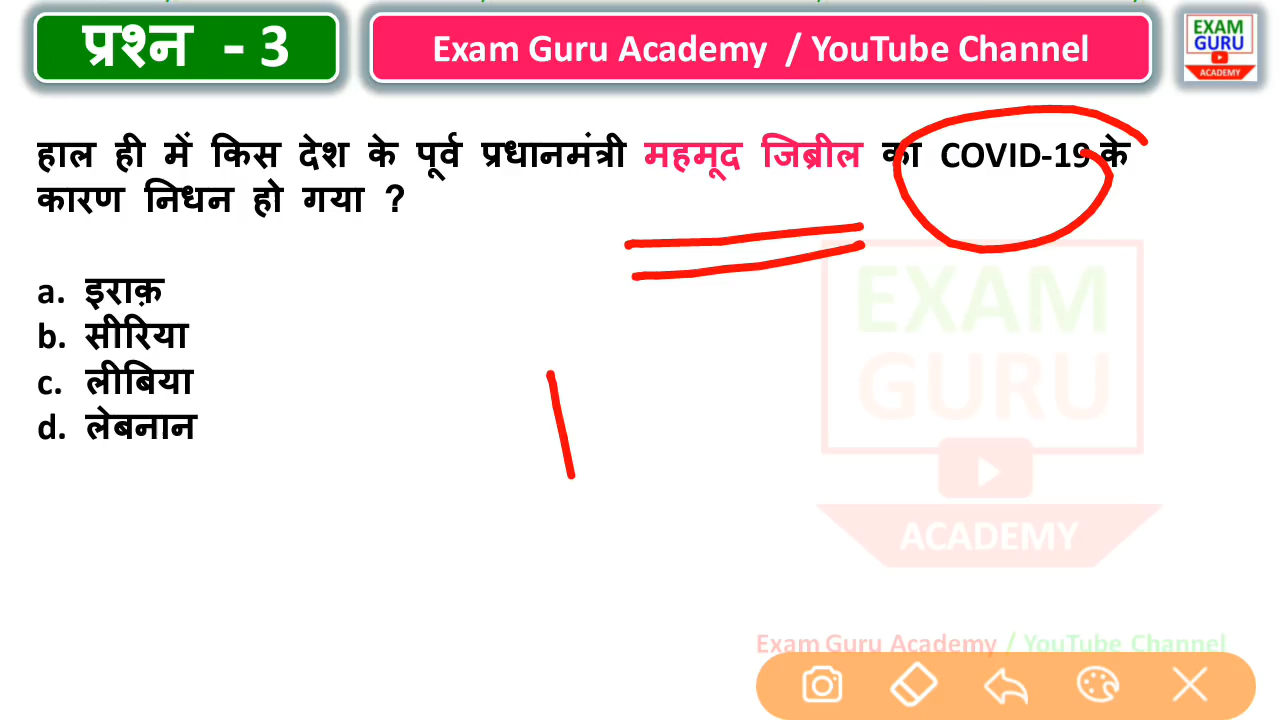 प्रश्न - 3
Exam Guru Academy / YouTube Channel
EXAM
GURU
ACADEMY
हाल ही में किस देश के पूर्व प्रधानमंत्री महमूद जिब्रील का COVID-19 के
कारण निधन हो गया ?
a. इराक़
b. सीरिया
c. लीबिया
d. लेबनान
EXAM
GURU
ACADEMY
Exam Guru Academy / YouTube Channel